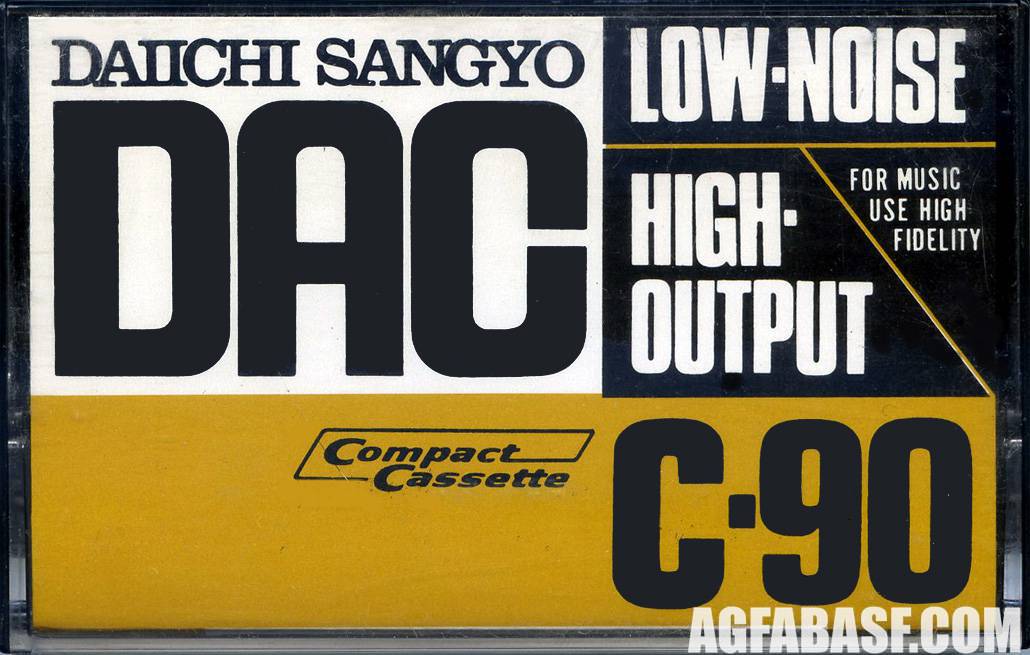 DAIICHI SANGYO
DAC
LOW-NOISE
HIGH-
OUTPUT
FOR MUSIC
USE HIGH
FIDELITY
Compact
Cassette
C-90
AGFABASF.COM